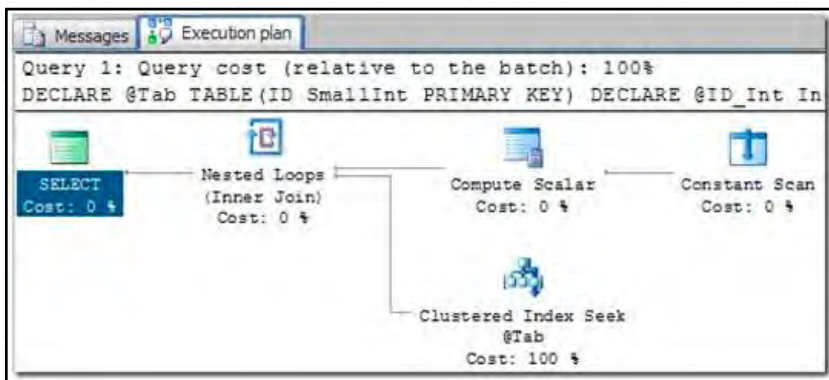 Messages Execution plan
Query 1: Query cost (relative to the batch): 100%
DECLARE @Tab TABLE(ID SmallInt PRIMARY KEY) DECLARE @ID_Int In
SELECT
Cost: 0 %
Nested Loops
(Inner Join)
Cost: 0 %
Compute Scalar
Cost: 0 %
Constant Scan
Cost: 0 %
Clustered Index Seek
@Tab
Cost: 100 %